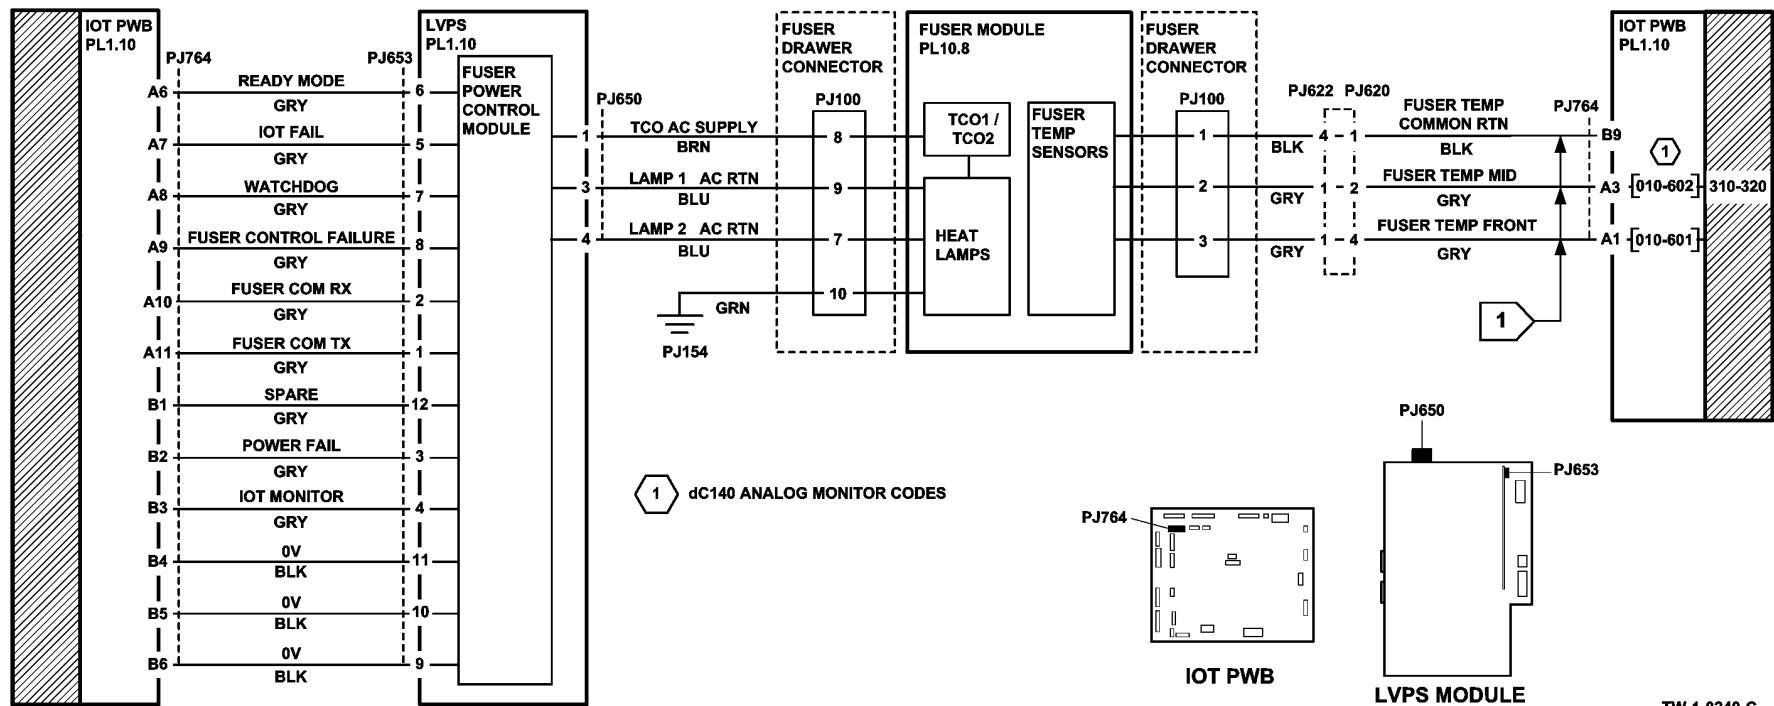 IOT PWB
PL1.10
PJ764
PJ653
A6 READY MODE 6
GRY
A7 IOT FAIL 5
GRY
A8 WATCHDOG 7
GRY
A9 FUSER CONTROL FAILURE 8
GRY
A10 FUSER COM RX 2
GRY
A11 FUSER COM TX 1
GRY
B1 SPARE 12
GRY
B2 POWER FAIL 3
GRY
B3 IOT MONITOR 4
GRY
B4 0V 11
BLK
B5 0V 10
BLK
B6 0V 9
BLK
LVPS
PL1.10
FUSER
POWER
CONTROL
MODULE
PJ650
1 TCO AC SUPPLY 8
BRN
3 LAMP 1 AC RTN 9
BLU
4 LAMP 2 AC RTN 7
BLU
GRN 10
PJ154
FUSER
DRAWER
CONNECTOR
PJ100
FUSER MODULE
PL10.8
TCO1 /
TCO2
HEAT
LAMPS
FUSER
TEMP
SENSORS
FUSER
DRAWER
CONNECTOR
PJ100
PJ622 PJ620
PJ764
1 BLK 4 1
FUSER TEMP
COMMON RTN
BLK
B9
2 GRY 1 2 FUSER TEMP MID
GRY
A3 [010-602] 310-320
3 GRY 1 4 FUSER TEMP FRONT
GRY
A1 [010-601]
1
IOT PWB
PL1.10
1
1 dC140 ANALOG MONITOR CODES
PJ764
IOT PWB
PJ650
PJ653
LVPS MODULE